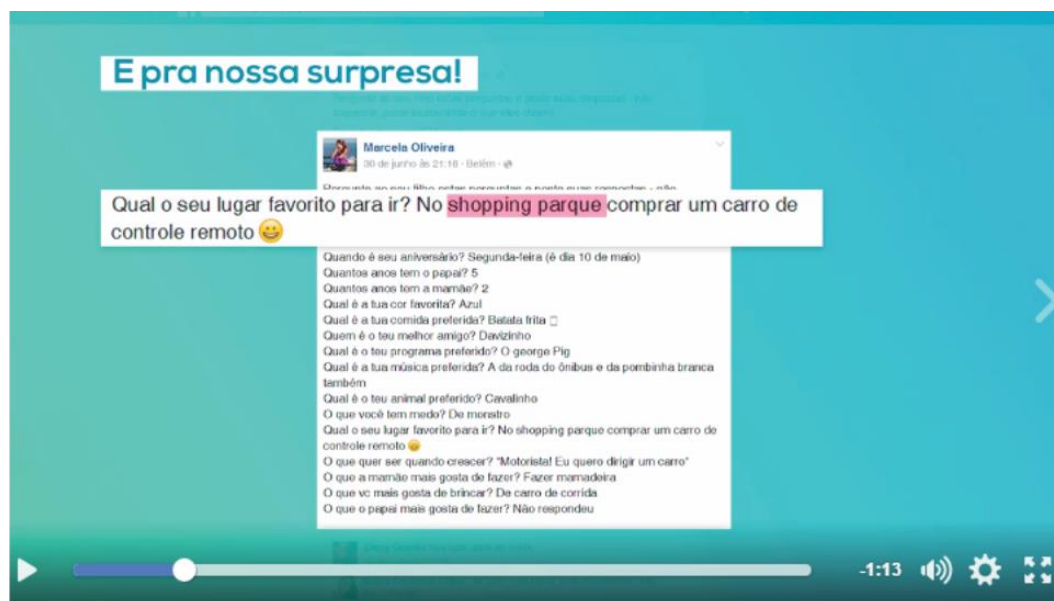 E pra nossa surpresa!
Marcela Oliveira
30 de junho às 21:16 · Belém ·
Qual o seu lugar favorito para ir? No shopping parque comprar um carro de
controle remoto 😀
Quando é seu aniversário? Segunda-feira (é dia 10 de maio)
Quantos anos tem o papai? 5
Quantos anos tem a mamãe? 2
Qual é a tua cor favorita? Azul
Qual é a tua comida preferida? Batata frita
Quem é o teu melhor amigo? Davizinho
Qual é o teu programa preferido? O george Pig
Qual é a tua música preferida? A da roda do ônibus e da pombinha branca
também
Qual é o teu animal preferido? Cavalinho
O que você tem medo? De monstro
Qual o seu lugar favorito para ir? No shopping parque comprar um carro de
controle remoto 😀
O que quer ser quando crescer? "Motorista! Eu quero dirigir um carro"
O que a mamãe mais gosta de fazer? Fazer mamadeira
O que vc mais gosta de brincar? De carro de corrida
O que o papai mais gosta de fazer? Não respondeu
-1:13